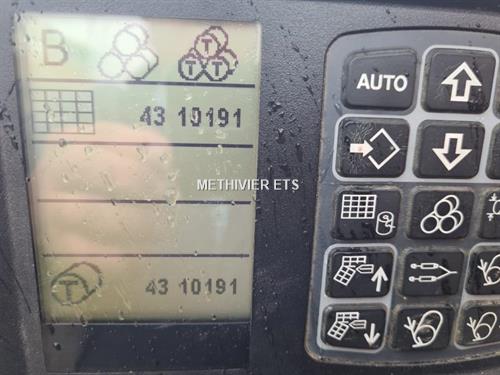 B T T T T
43 10191
METHIVIER ETS
T 43 10191
AUTO